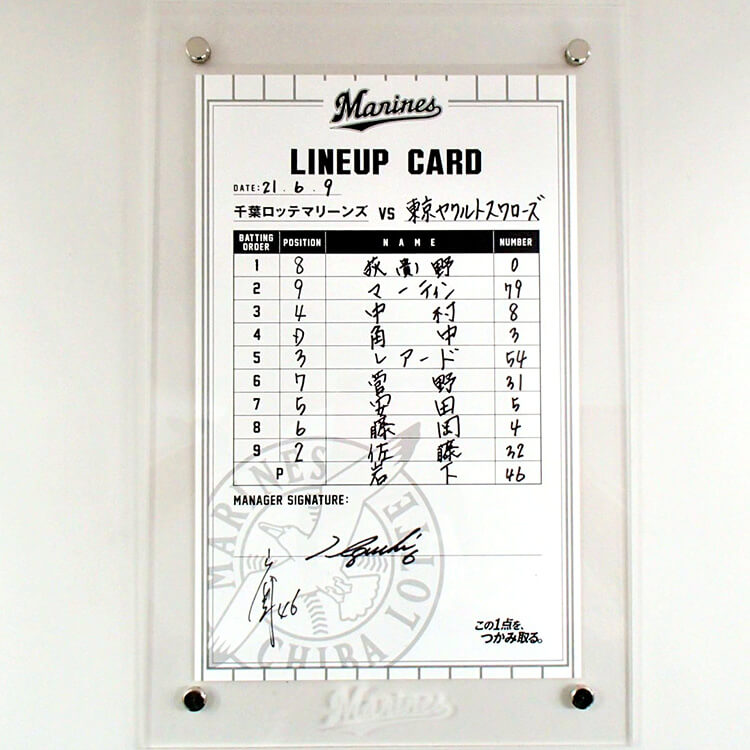 Marines
LINEUP CARD
DATE: 21. 6. 9
千葉ロッテマリーンズ VS 東京ヤクルトスワローズ
BATTING ORDER POSITION NAME NUMBER
1 8 荻貴野 0
2 9 マーティン 79
3 4 中村 8
4 D 角中 3
5 3 レアード 54
6 7 菅野 31
7 5 安田 5
8 6 藤岡 4
9 2 佐藤 32
P 岩下 46
MANAGER SIGNATURE:
46
MARINES
CHIBA LOTTE
この1点を、
つかみ取る。
Marines